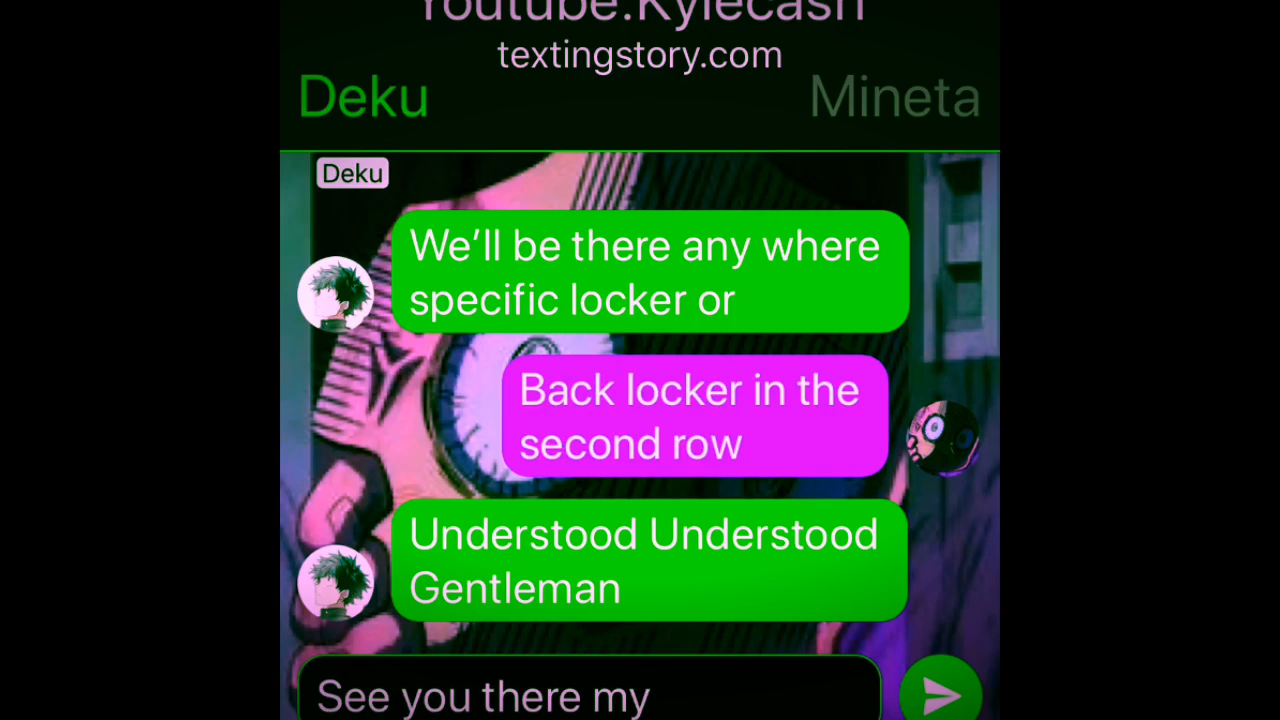 Youtube.Kylecash
textingstory.com
Deku Mineta
Deku
We’ll be there any where
specific locker or
Back locker in the
second row
Understood Understood
Gentleman
See you there my